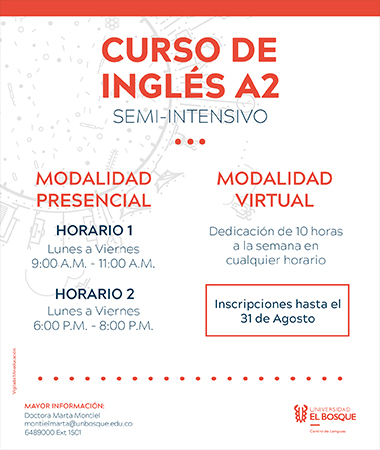 CURSO DE
INGLÉS A2
SEMI-INTENSIVO
MODALIDAD
PRESENCIAL
HORARIO 1
Lunes a Viernes
9:00 A.M. - 11:00 A.M.
HORARIO 2
Lunes a Viernes
6:00 P.M. - 8:00 P.M.
MODALIDAD
VIRTUAL
Dedicación de 10 horas
a la semana en
cualquier horario
Inscripciones hasta el
31 de Agosto
Vigilada Mineducación
MAYOR INFORMACIÓN:
Doctora Marta Montiel
montielmarta@unbosque.edu.co
6489000 Ext 1501
UNIVERSIDAD
EL BOSQUE
Centro de Lenguas